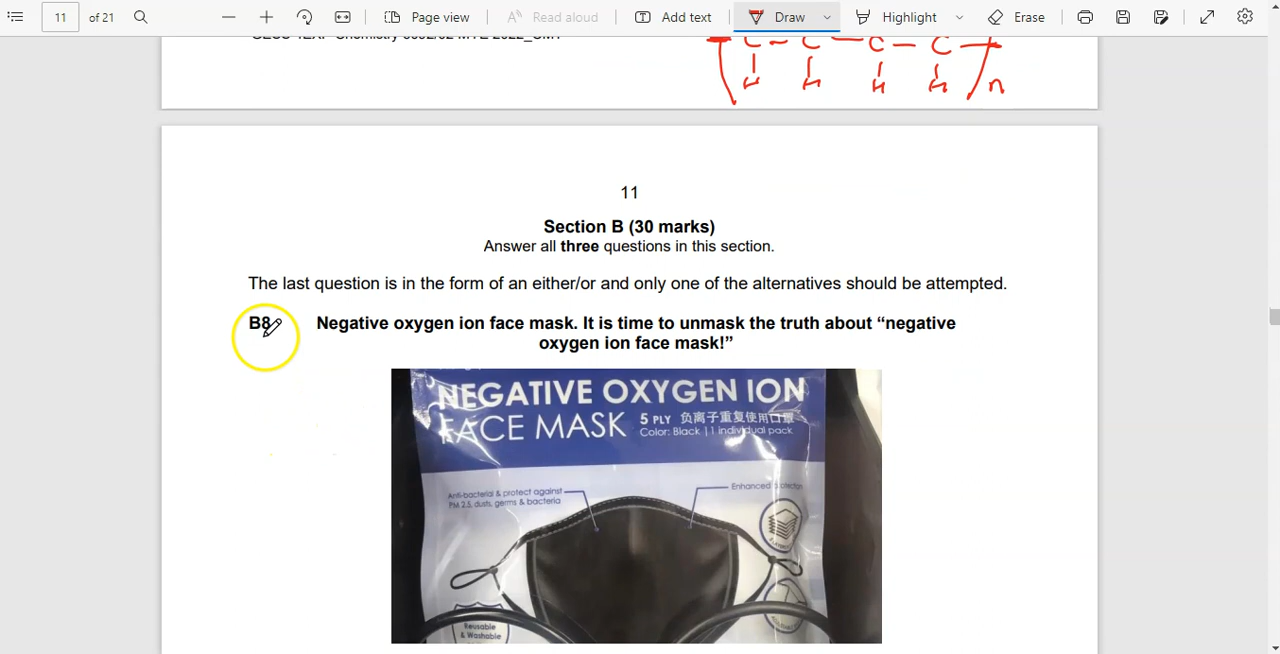 11 of 21 Page view Read aloud Add text Draw Highlight Erase
C - C - C - C
H H H H n
11
Section B (30 marks)
Answer all three questions in this section.
The last question is in the form of an either/or and only one of the alternatives should be attempted.
B8 Negative oxygen ion face mask. It is time to unmask the truth about “negative
oxygen ion face mask!”
NEGATIVE OXYGEN ION
FACE MASK 5 PLY 负离子重复使用口罩
Color: Black | 1 individual pack
Anti-bacterial & protect against
PM 2.5, dusts, germs & bacteria
Enhanced protection
Reusable
& Washable